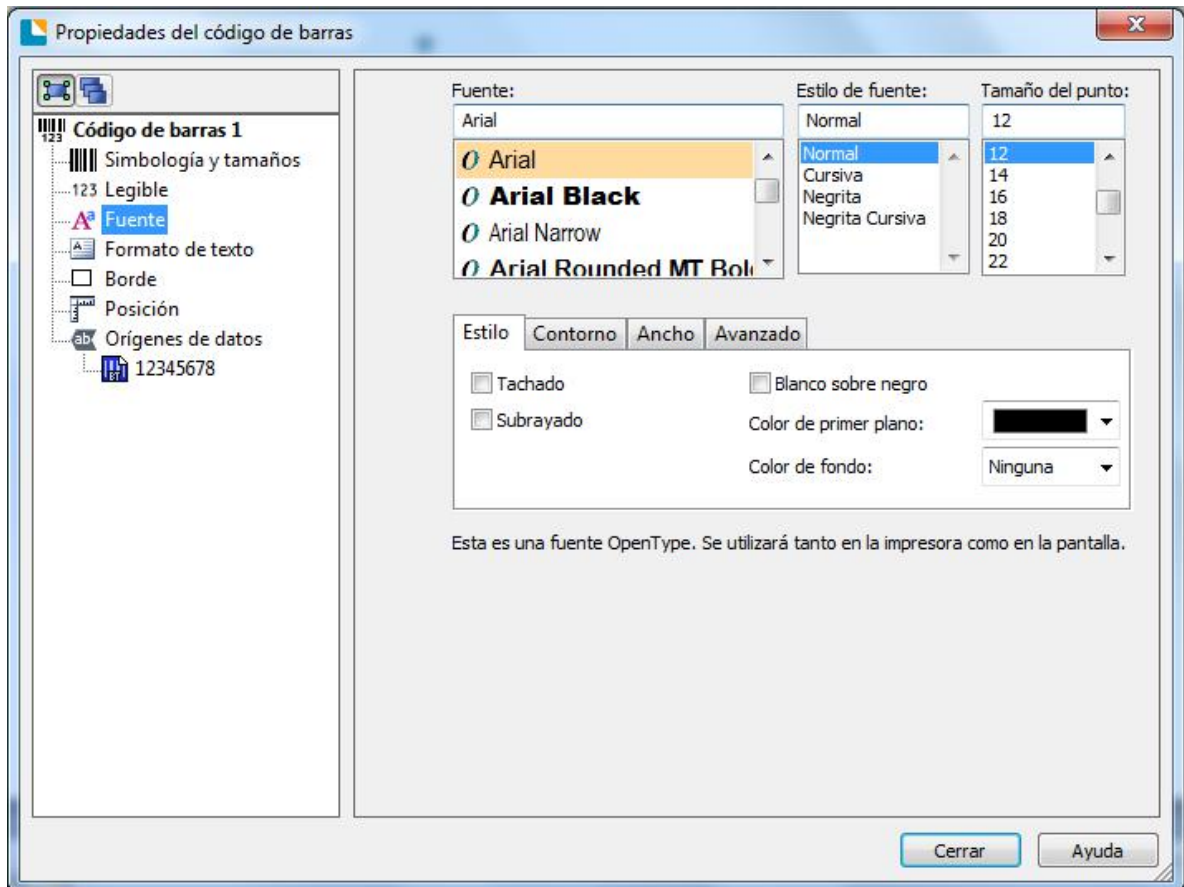 Propiedades del código de barras
Código de barras 1
Simbología y tamaños
123 Legible
Fuente
Formato de texto
Borde
Posición
Orígenes de datos
12345678
Fuente:
Arial
Arial
Arial Black
Arial Narrow
Arial Rounded MT
Estilo de fuente:
Normal
Normal
Cursiva
Negrita
Negrita Cursiva
Tamaño del punto:
12
12
14
16
18
20
22
Estilo Contorno Ancho Avanzado
Tachado
Subrayado
Blanco sobre negro
Color de primer plano:
Color de fondo: Ninguna
Esta es una fuente OpenType. Se utilizará tanto en la impresora como en la pantalla.
Cerrar Ayuda